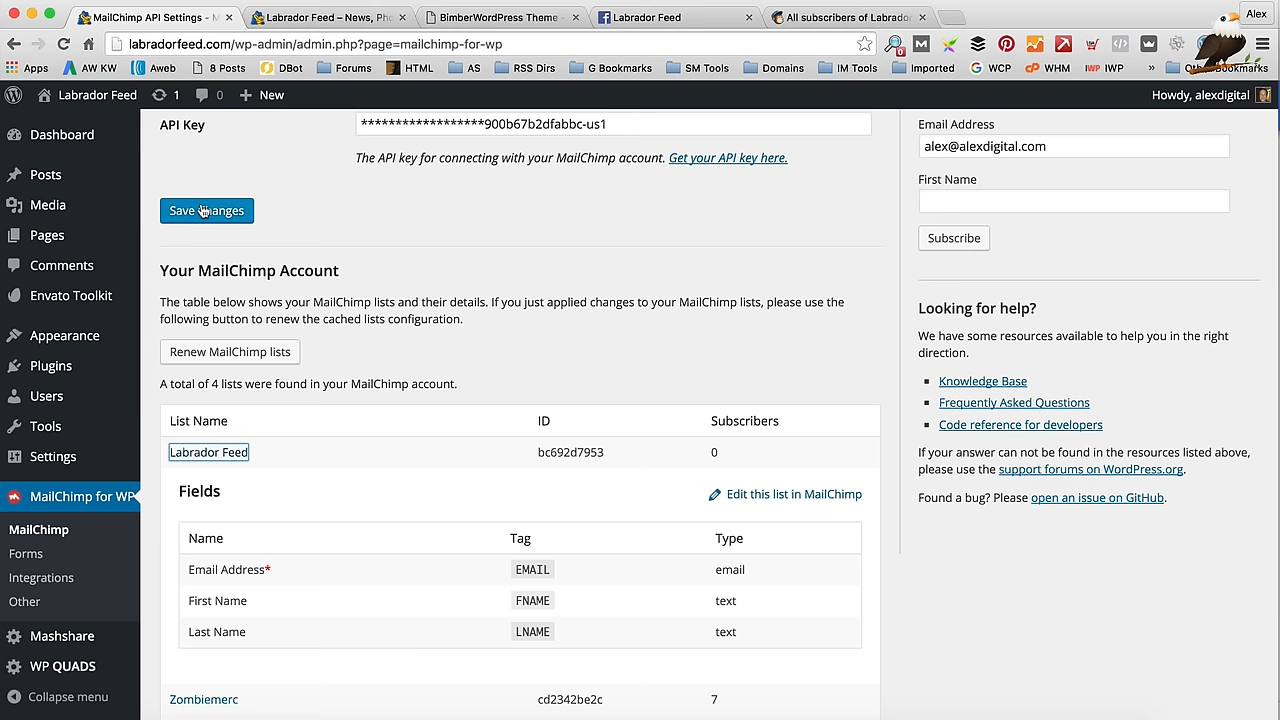 MailChimp API Settings - M
Labrador Feed – News, Pho
BimberWordPress Theme -
Labrador Feed
All subscribers of Labrador
Alex
labradorfeed.com/wp-admin/admin.php?page=mailchimp-for-wp
Apps AW KW Aweb 8 Posts DBot Forums HTML AS RSS Dirs G Bookmarks SM Tools Domains IM Tools Imported WCP WHM IWP »
Labrador Feed 1 0 + New
Howdy, alexdigital
Dashboard
Posts
Media
Pages
Comments
Envato Toolkit
Appearance
Plugins
Users
Tools
Settings
MailChimp for WP
MailChimp
Forms
Integrations
Other
Mashshare
WP QUADS
Collapse menu
API Key
******************900b67b2dfabbc-us1
The API key for connecting with your MailChimp account. Get your API key here.
Save Changes
Your MailChimp Account
The table below shows your MailChimp lists and their details. If you just applied changes to your MailChimp lists, please use the
following button to renew the cached lists configuration.
Renew MailChimp lists
A total of 4 lists were found in your MailChimp account.
List Name ID Subscribers
Labrador Feed bc692d7953 0
Fields
Edit this list in MailChimp
Name Tag Type
Email Address* EMAIL email
First Name FNAME text
Last Name LNAME text
Zombiemerc cd2342be2c 7
Email Address
alex@alexdigital.com
First Name
Subscribe
Looking for help?
We have some resources available to help you in the right
direction.
Knowledge Base
Frequently Asked Questions
Code reference for developers
If your answer can not be found in the resources listed above,
please use the support forums on WordPress.org.
Found a bug? Please open an issue on GitHub.